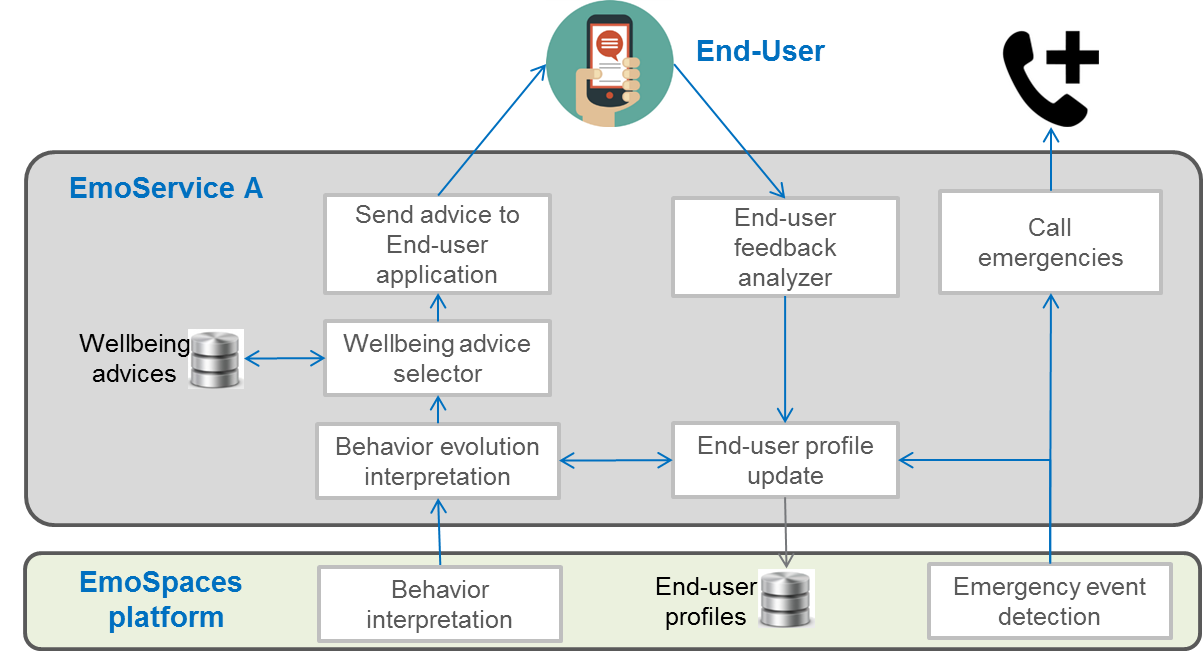 End-User
EmoService A
Send advice to
End-user
application
End-user
feedback
analyzer
Call
emergencies
Wellbeing
advices
Wellbeing advice
selector
Behavior evolution
interpretation
End-user profile
update
EmoSpaces
platform
Behavior
interpretation
End-user
profiles
Emergency event
detection